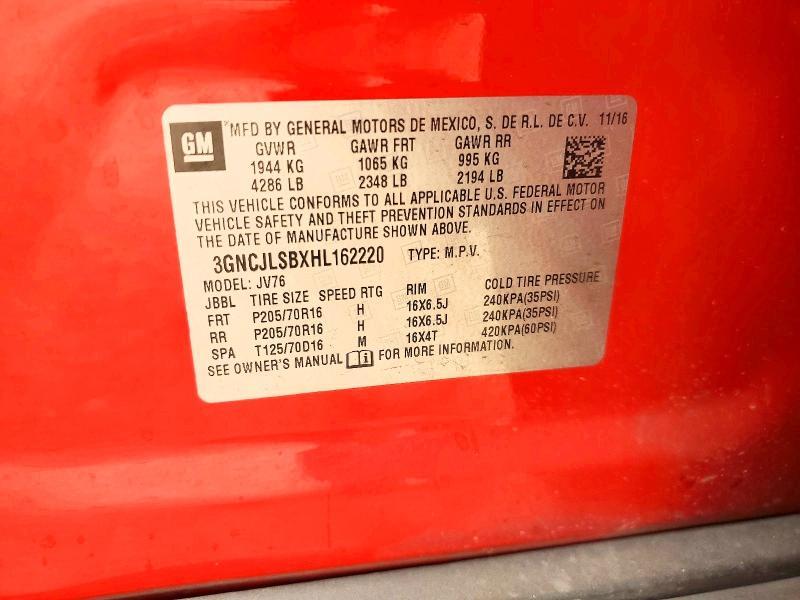 GM
MFD BY GENERAL MOTORS DE MEXICO, S. DE R.L. DE C.V. 11/16
GVWR GAWR FRT GAWR RR
1944 KG 1065 KG 995 KG
4286 LB 2348 LB 2194 LB
THIS VEHICLE CONFORMS TO ALL APPLICABLE U.S. FEDERAL MOTOR
VEHICLE SAFETY AND THEFT PREVENTION STANDARDS IN EFFECT ON
THE DATE OF MANUFACTURE SHOWN ABOVE.
3GNCJLSBXHL162220 TYPE: M.P.V.
MODEL: JV76
JBBL TIRE SIZE SPEED RTG RIM COLD TIRE PRESSURE
FRT P205/70R16 H 16X6.5J 240KPA(35PSI)
RR P205/70R16 H 16X6.5J 240KPA(35PSI)
SPA T125/70D16 M 16X4T 420KPA(60PSI)
SEE OWNER'S MANUAL FOR MORE INFORMATION.